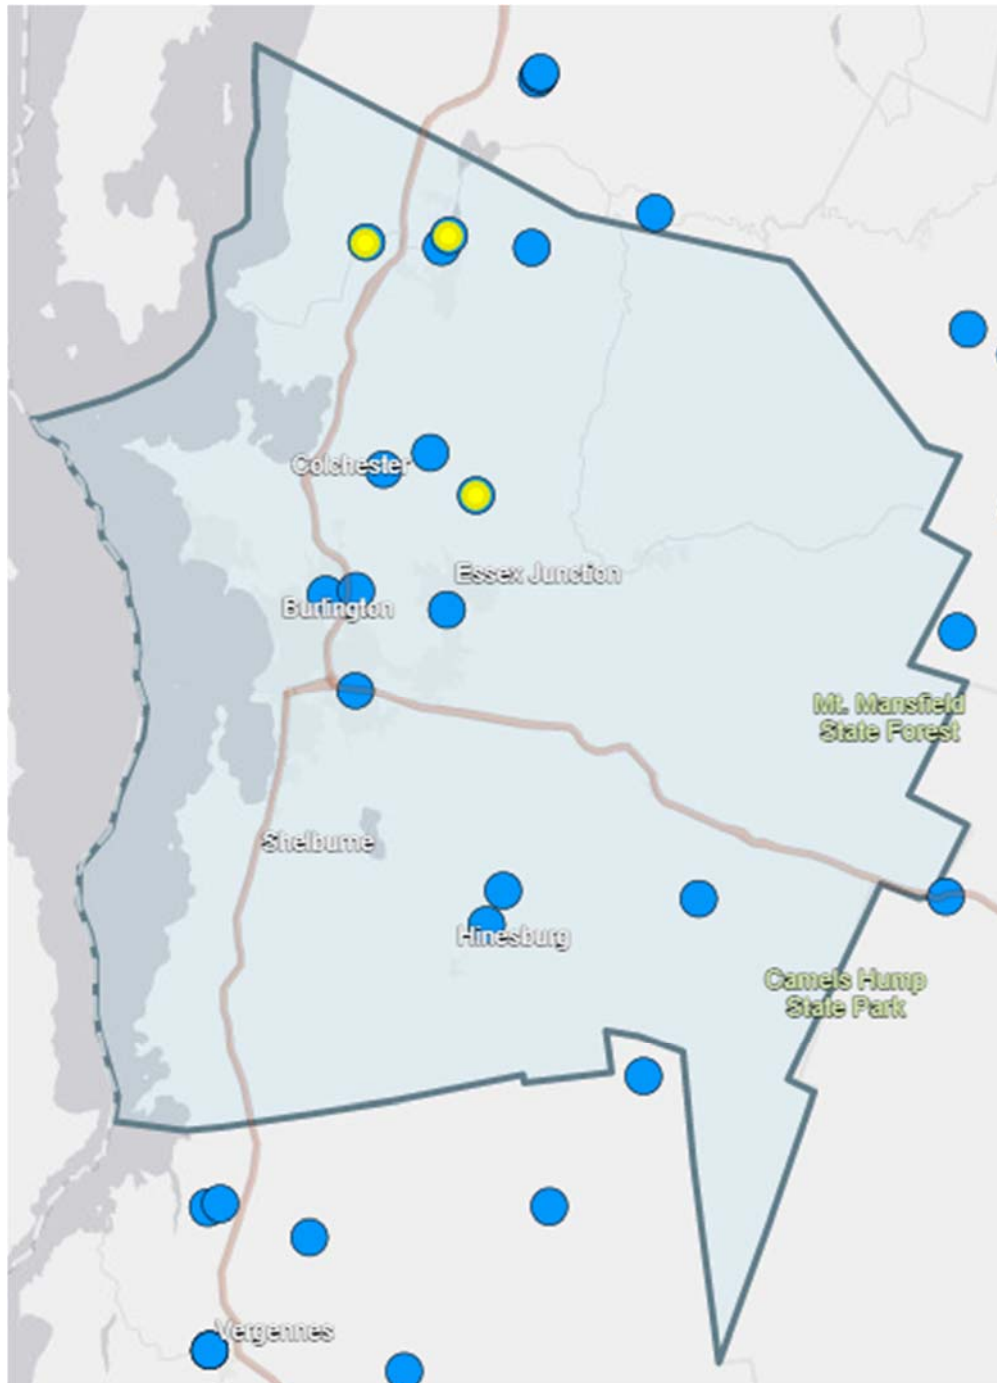 Colchester
Essex Junction
Burlington
Mt. Mansfield
State Forest
Shelburne
Hinesburg
Camels Hump
State Park
Vergennes